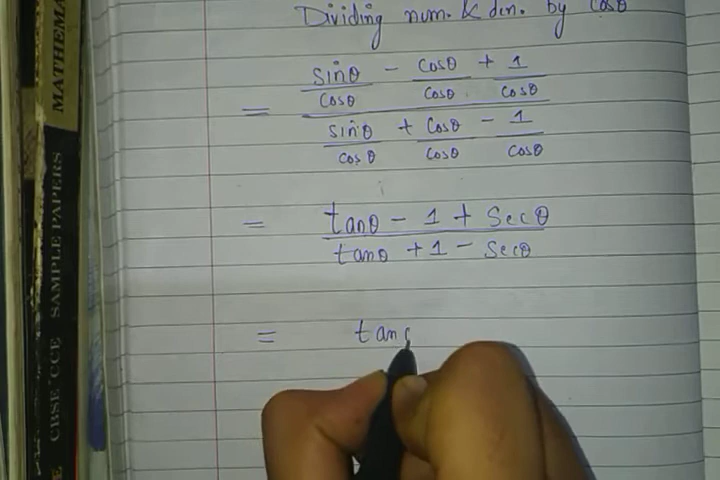 Dividing num. & den. by cosθ
sinθ/cosθ - cosθ/cosθ + 1/cosθ
=
sinθ/cosθ + cosθ/cosθ - 1/cosθ
= tanθ - 1 + secθ
tanθ + 1 - secθ
= tan
MATHEMA
CBSE CCE SAMPLE PAPERS